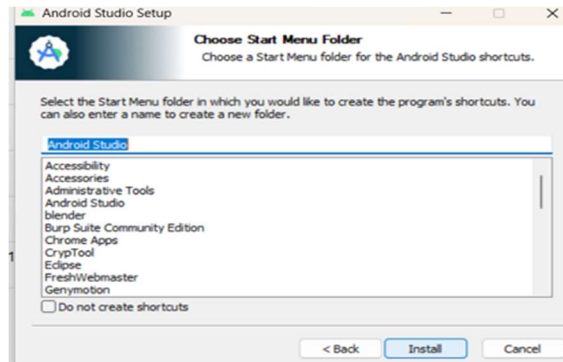 Android Studio Setup
Choose Start Menu Folder
Choose a Start Menu folder for the Android Studio shortcuts.
Select the Start Menu folder in which you would like to create the program's shortcuts. You
can also enter a name to create a new folder.
Android Studio
Accessibility
Accessories
Administrative Tools
Android Studio
blender
Burp Suite Community Edition
Chrome Apps
CrypTool
Eclipse
FreshWebmaster
Genymotion
1
Do not create shortcuts
< Back
Install
Cancel